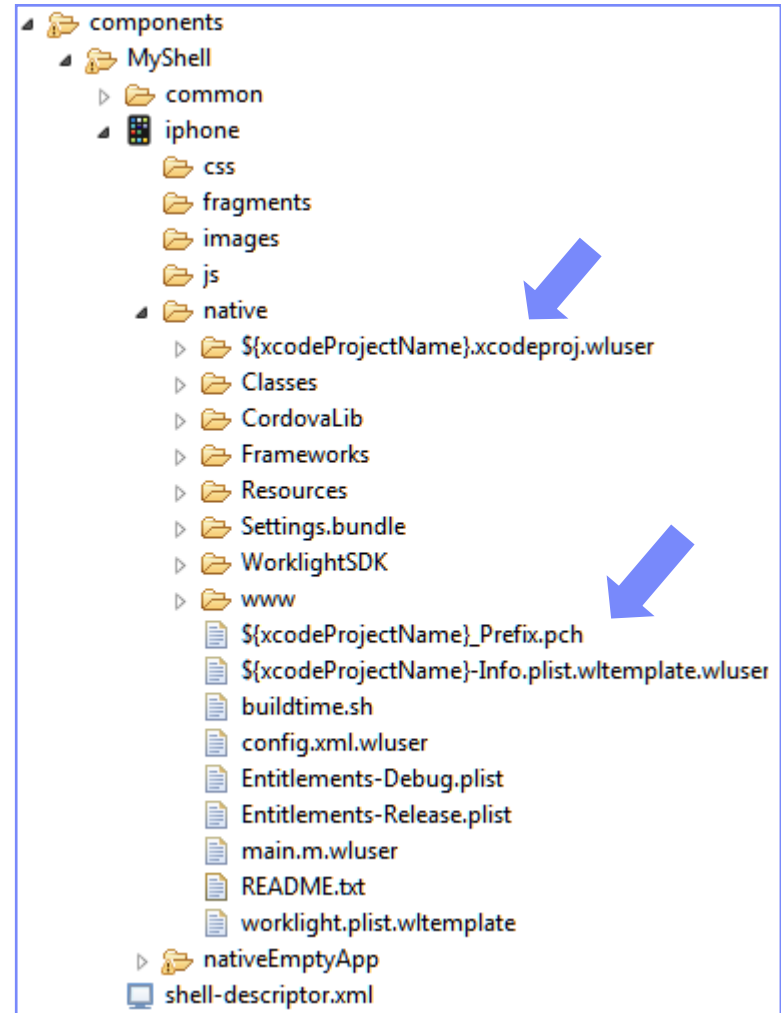 components
MyShell
common
iphone
css
fragments
images
js
native
${xcodeProjectName}.xcodeproj.wluser
Classes
CordovaLib
Frameworks
Resources
Settings.bundle
WorklightSDK
www
${xcodeProjectName}_Prefix.pch
${xcodeProjectName}-Info.plist.wltemplate.wluser
buildtime.sh
config.xml.wluser
Entitlements-Debug.plist
Entitlements-Release.plist
main.m.wluser
README.txt
worklight.plist.wltemplate
nativeEmptyApp
shell-descriptor.xml